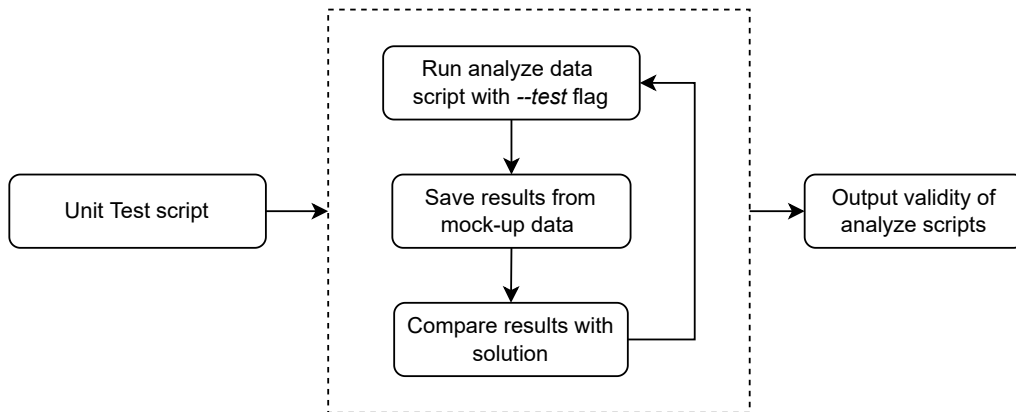 Unit Test script
Run analyze data
script with --test flag
Save results from
mock-up data
Compare results with
solution
Output validity of
analyze scripts